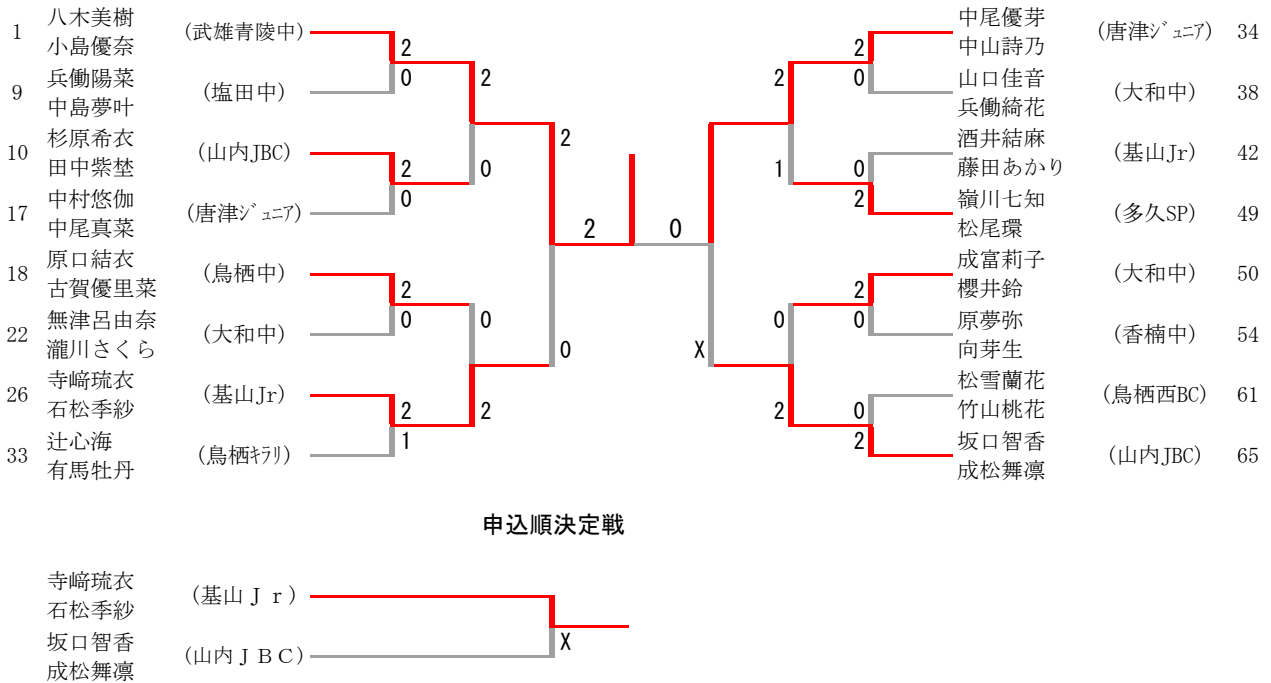 1 八木美樹 小島優奈 (武雄青陵中)
9 兵働陽菜 中島夢叶 (塩田中)
10 杉原希衣 田中紫埜 (山内JBC)
17 中村悠伽 中尾真菜 (唐津ｼﾞｭﾆｱ)
18 原口結衣 古賀優里菜 (鳥栖中)
22 無津呂由奈 瀧川さくら (大和中)
26 寺﨑琉衣 石松季紗 (基山Jr)
33 辻心海 有馬牡丹 (鳥栖ｷﾗﾘ)
2
0
2
0
2
0
2
1
2
0
0
2
2
0
2
0
2
X
2
1
0
2
2
0
0
2
2
0
0
2
中尾優芽 中山詩乃 (唐津ｼﾞｭﾆｱ) 34
山口佳音 兵働綺花 (大和中) 38
酒井結麻 藤田あかり (基山Jr) 42
嶺川七知 松尾環 (多久SP) 49
成富莉子 櫻井鈴 (大和中) 50
原夢弥 向芽生 (香楠中) 54
松雪蘭花 竹山桃花 (鳥栖西BC) 61
坂口智香 成松舞凛 (山内JBC) 65
申込順決定戦
寺﨑琉衣 石松季紗 (基山Ｊｒ)
坂口智香 成松舞凛 (山内ＪＢＣ)
X